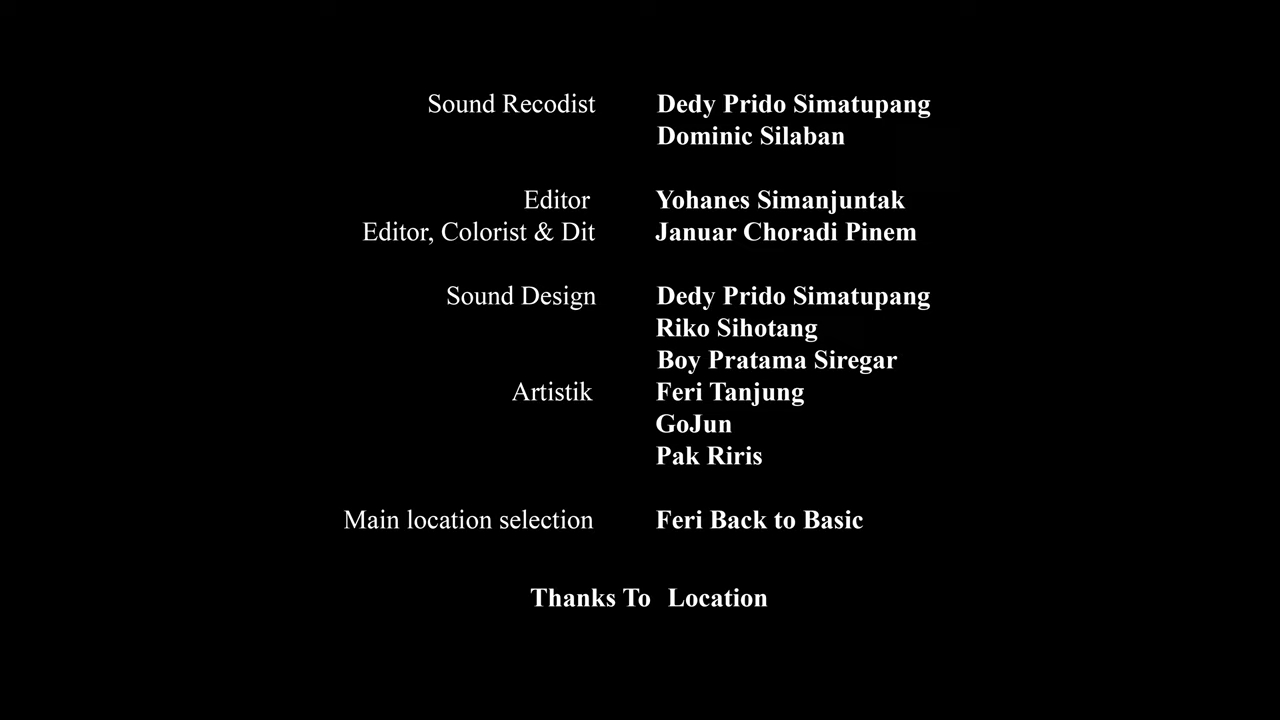 Sound Recodist Dedy Prido Simatupang
Dominic Silaban
Editor Yohanes Simanjuntak
Editor, Colorist & Dit Januar Choradi Pinem
Sound Design Dedy Prido Simatupang
Riko Sihotang
Boy Pratama Siregar
Artistik Feri Tanjung
GoJun
Pak Riris
Main location selection Feri Back to Basic
Thanks To Location